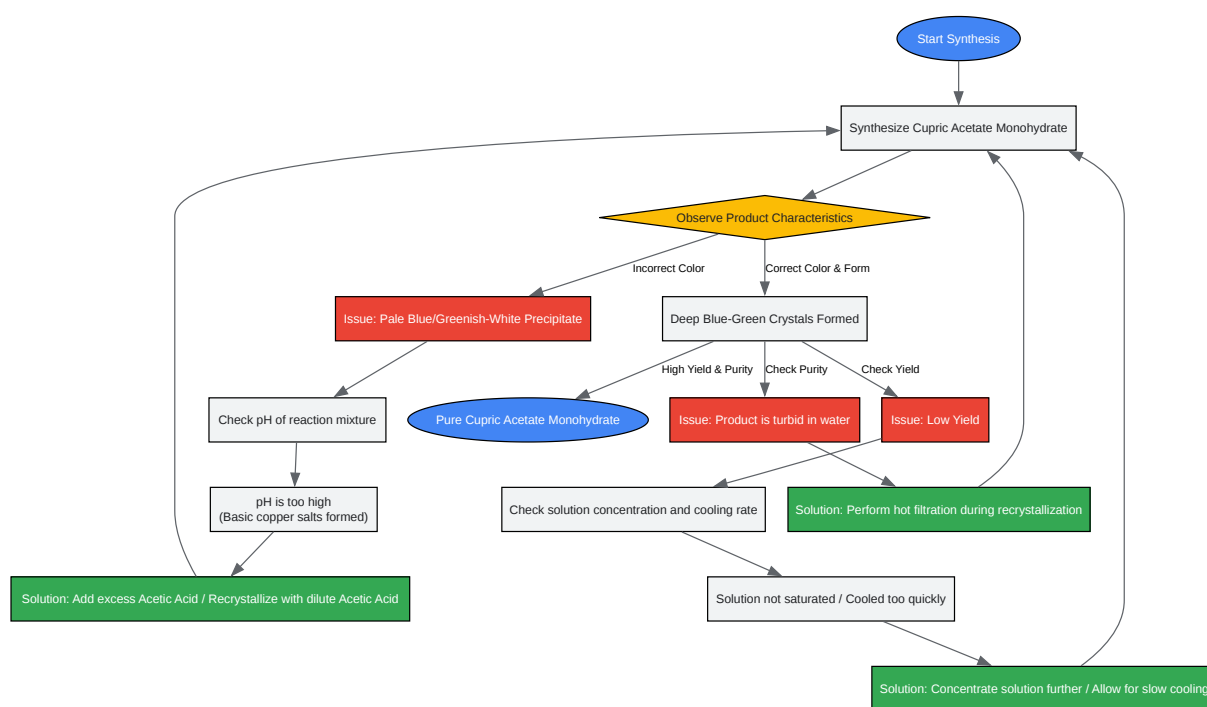 Start Synthesis
Synthesize Cupric Acetate Monohydrate
Observe Product Characteristics
Incorrect Color
Correct Color & Form
Issue: Pale Blue/Greenish-White Precipitate
Deep Blue-Green Crystals Formed
High Yield & Purity
Check Purity
Check Yield
Check pH of reaction mixture
Pure Cupric Acetate Monohydrate
Issue: Product is turbid in water
Issue: Low Yield
pH is too high
(Basic copper salts formed)
Check solution concentration and cooling rate
Solution: Perform hot filtration during recrystallization
Solution: Add excess Acetic Acid / Recrystallize with dilute Acetic Acid
Solution not saturated / Cooled too quickly
Solution: Concentrate solution further / Allow for slow cooling